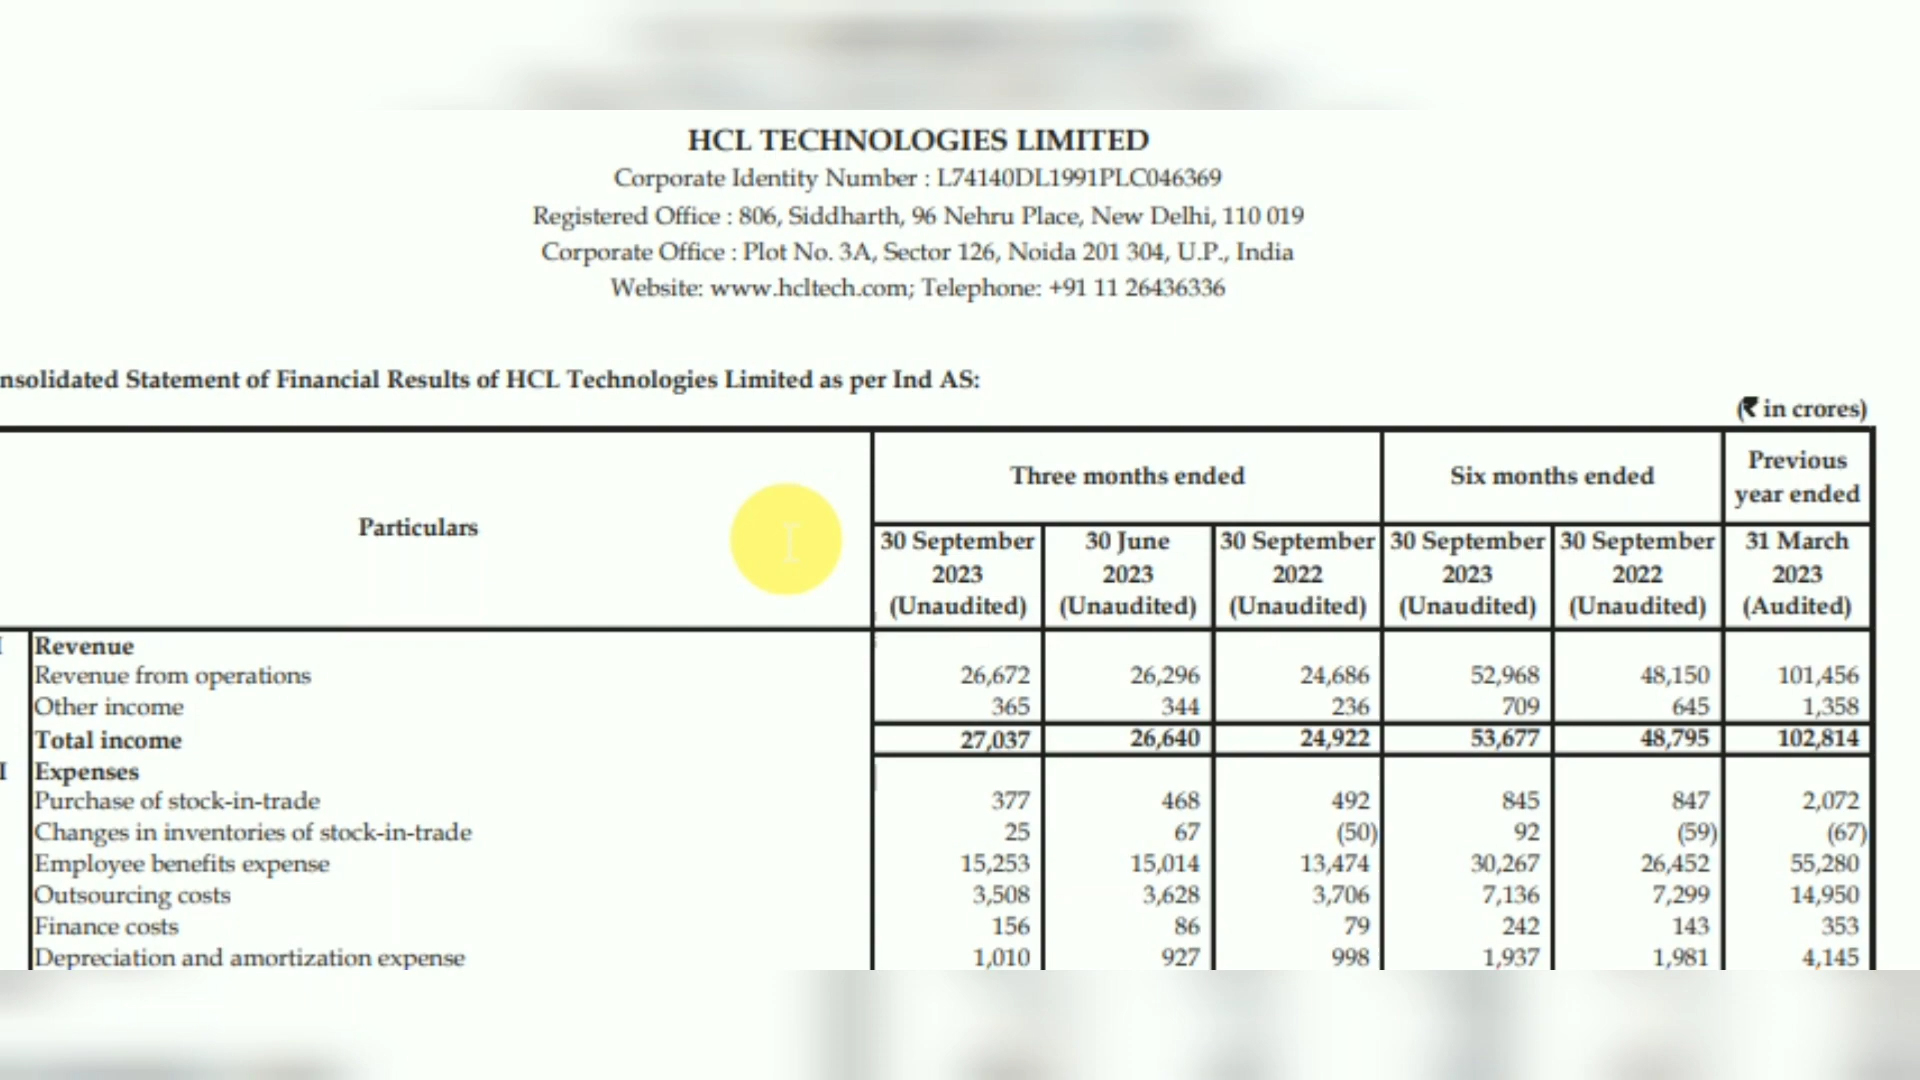 HCL TECHNOLOGIES LIMITED
Corporate Identity Number : L74140DL1991PLC046369
Registered Office : 806, Siddharth, 96 Nehru Place, New Delhi, 110 019
Corporate Office : Plot No. 3A, Sector 126, Noida 201 304, U.P., India
Website: www.hcltech.com; Telephone: +91 11 26436336
nsolidated Statement of Financial Results of HCL Technologies Limited as per Ind AS:
(₹ in crores)
Particulars Three months ended Six months ended Previous year ended
30 September 2023 (Unaudited) 30 June 2023 (Unaudited) 30 September 2022 (Unaudited) 30 September 2023 (Unaudited) 30 September 2022 (Unaudited) 31 March 2023 (Audited)
I Revenue
Revenue from operations 26,672 26,296 24,686 52,968 48,150 101,456
Other income 365 344 236 709 645 1,358
Total income 27,037 26,640 24,922 53,677 48,795 102,814
I Expenses
Purchase of stock-in-trade 377 468 492 845 847 2,072
Changes in inventories of stock-in-trade 25 67 (50) 92 (59) (67)
Employee benefits expense 15,253 15,014 13,474 30,267 26,452 55,280
Outsourcing costs 3,508 3,628 3,706 7,136 7,299 14,950
Finance costs 156 86 79 242 143 353
Depreciation and amortization expense 1,010 927 998 1,937 1,981 4,145